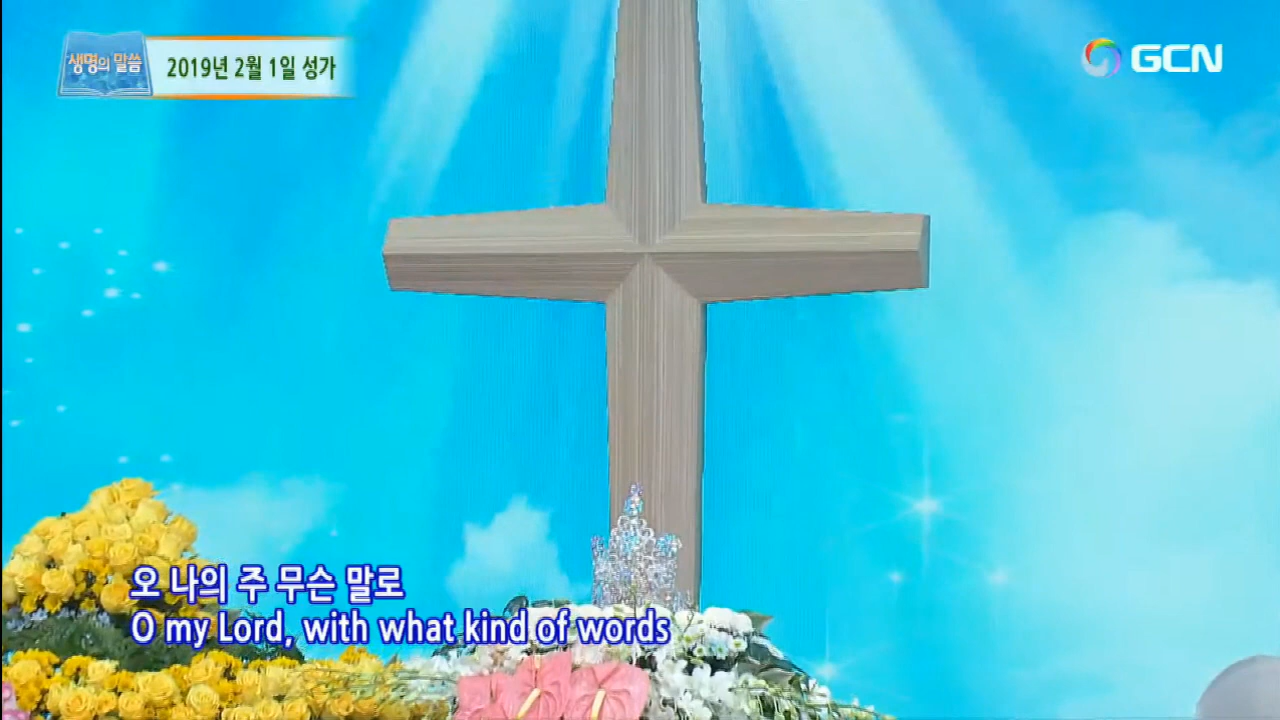 생명의 말씀
2019년 2월 1일 성가
GCN
오 나의 주 무슨 말로
O my Lord, with what kind of words